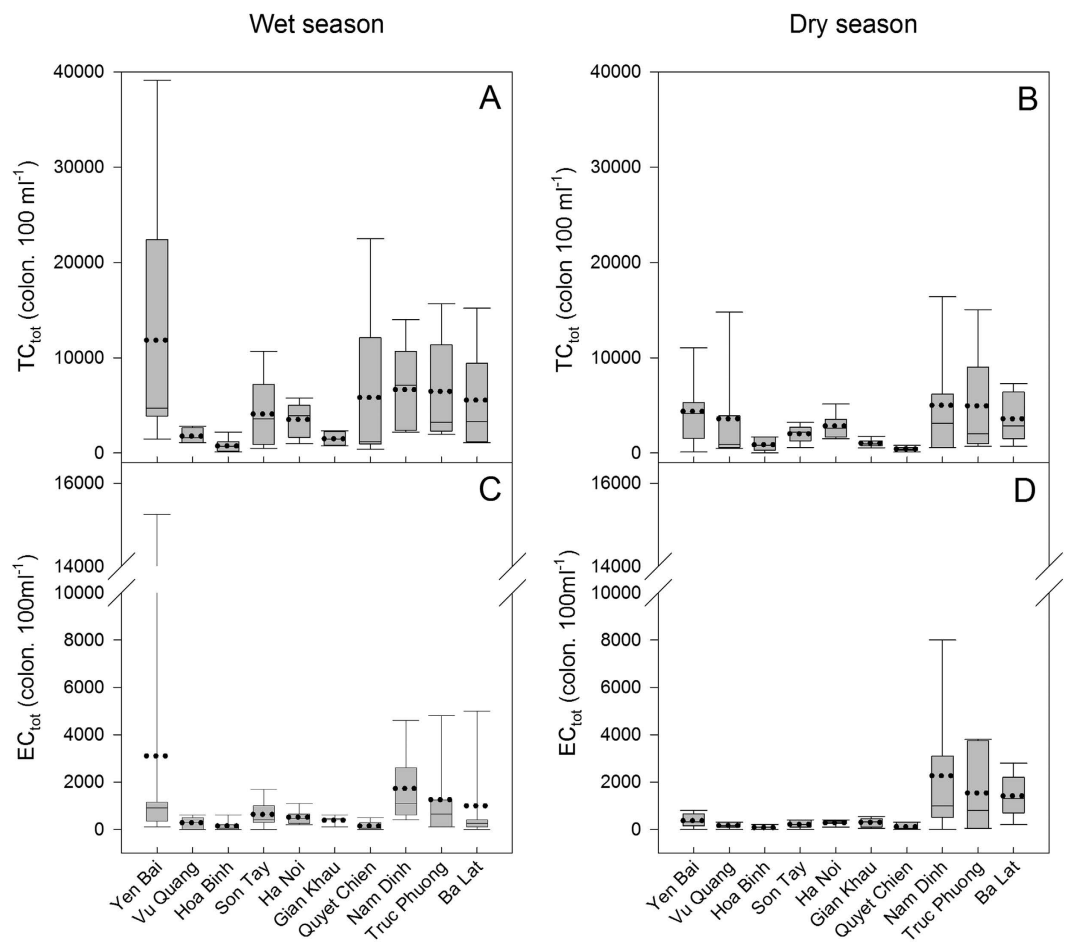 Wet season
Dry season
A
B
40000
30000
20000
10000
0
TCtot (colon. 100 ml-1)
40000
30000
20000
10000
0
TCtot (colon 100 ml-1)
C
D
16000
14000
10000
8000
6000
4000
2000
0
ECtot (colon. 100ml-1)
16000
14000
10000
8000
6000
4000
2000
0
ECtot (colon. 100ml-1)
Yen Bai
Vu Quang
Hoa Binh
Son Tay
Ha Noi
Gian Khau
Quyet Chien
Nam Dinh
Truc Phuong
Ba Lat
Yen Bai
Vu Quang
Hoa Binh
Son Tay
Ha Noi
Gian Khau
Quyet Chien
Nam Dinh
Truc Phuong
Ba Lat